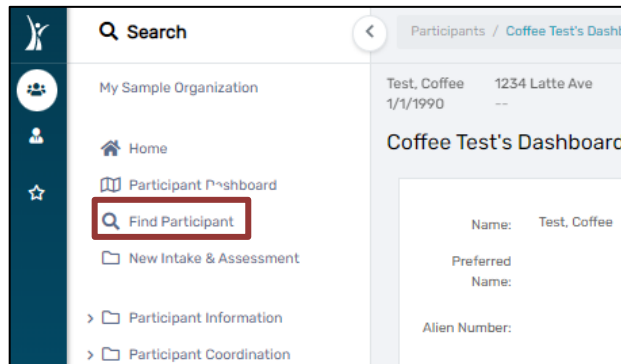 Search
My Sample Organization
Home
Participant Dashboard
Find Participant
New Intake & Assessment
Participant Information
Participant Coordination
Participants / Coffee Test's
Test, Coffee 1234 Latte Ave
1/1/1990 --
Coffee Test's Dashboard
Name: Test, Coffee
Preferred
Name:
Alien Number: